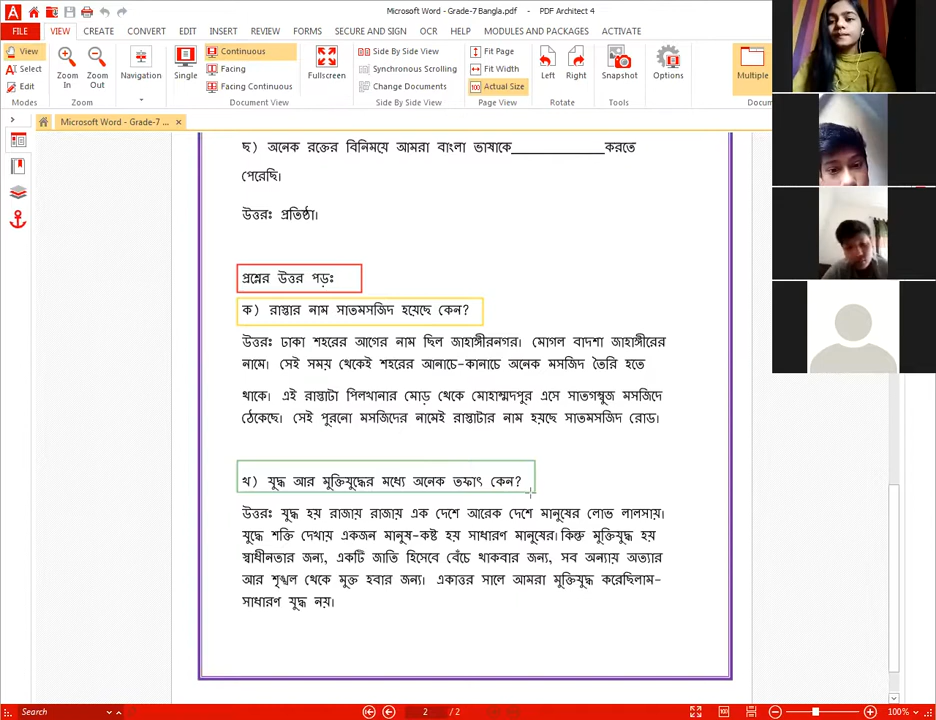 Microsoft Word - Grade-7 Bangla.pdf - PDF Architect 4
FILE VIEW CREATE CONVERT EDIT INSERT REVIEW FORMS SECURE AND SIGN OCR HELP MODULES AND PACKAGES ACTIVATE
View
Select
Edit
Modes
Zoom In
Zoom Out
Zoom
Navigation
Single
Continuous
Facing
Facing Continuous
Document View
Fullscreen
Side By Side View
Synchronous Scrolling
Change Documents
Side By Side View
Fit Page
Fit Width
Actual Size
Page View
Left
Right
Rotate
Snapshot
Tools
Options
Multiple
Docum
Microsoft Word - Grade-7 ...
ছ) অনেক রক্তের বিনিময়ে আমরা বাংলা ভাষাকে____________করতে
পেরেছি।
উত্তরঃ প্রতিষ্ঠা।
প্রশ্নের উত্তর পড়ঃ
ক) রাস্তার নাম সাতমসজিদ হয়েছে কেন?
উত্তরঃ ঢাকা শহরের আগের নাম ছিল জাহাঙ্গীরনগর। মোগল বাদশা জাহাঙ্গীরের
নামে। সেই সময় থেকেই শহরের আনাচে-কানাচে অনেক মসজিদ তৈরি হতে
থাকে। এই রাস্তাটা পিলখানার মোড় থেকে মোহাম্মদপুর এসে সাতগম্বুজ মসজিদে
ঠেকেছে। সেই পুরনো মসজিদের নামেই রাস্তাটার নাম হয়ছে সাতমসজিদ রোড।
খ) যুদ্ধ আর মুক্তিযুদ্ধের মধ্যে অনেক তফাৎ কেন?
উত্তরঃ যুদ্ধ হয় রাজায় রাজায় এক দেশে আরেক দেশে মানুষের লোভ লালসায়।
যুদ্ধে শক্তি দেখায় একজন মানুষ-কষ্ট হয় সাধারণ মানুষের। কিন্তু মুক্তিযুদ্ধ হয়
স্বাধীনতার জন্য, একটি জাতি হিসেবে বেঁচে থাকবার জন্য, সব অন্যায় অত্যার
আর শৃঙ্খল থেকে মুক্ত হবার জন্য। একাত্তর সালে আমরা মুক্তিযুদ্ধ করেছিলাম-
সাধারণ যুদ্ধ নয়।
Search
2 / 2
100%